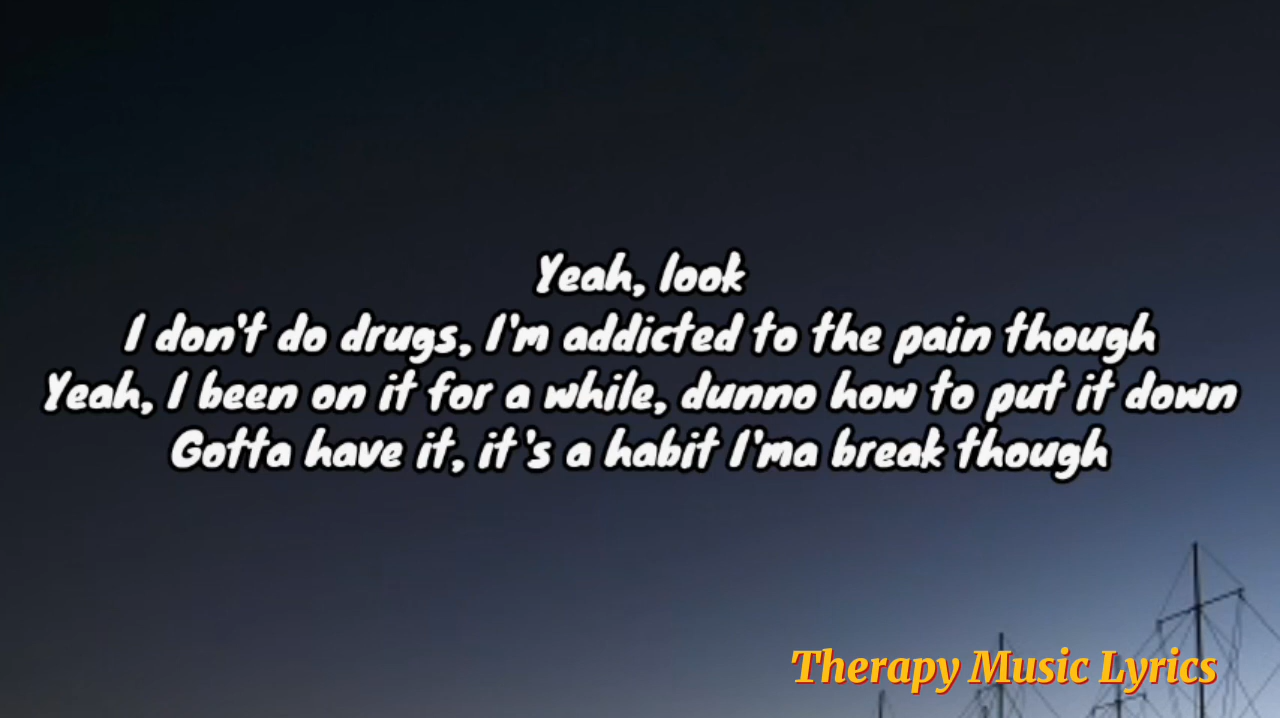 Yeah, look
I don't do drugs, I'm addicted to the pain though
Yeah, I been on it for a while, dunno how to put it down
Gotta have it, it's a habit I'ma break though
Therapy Music Lyrics